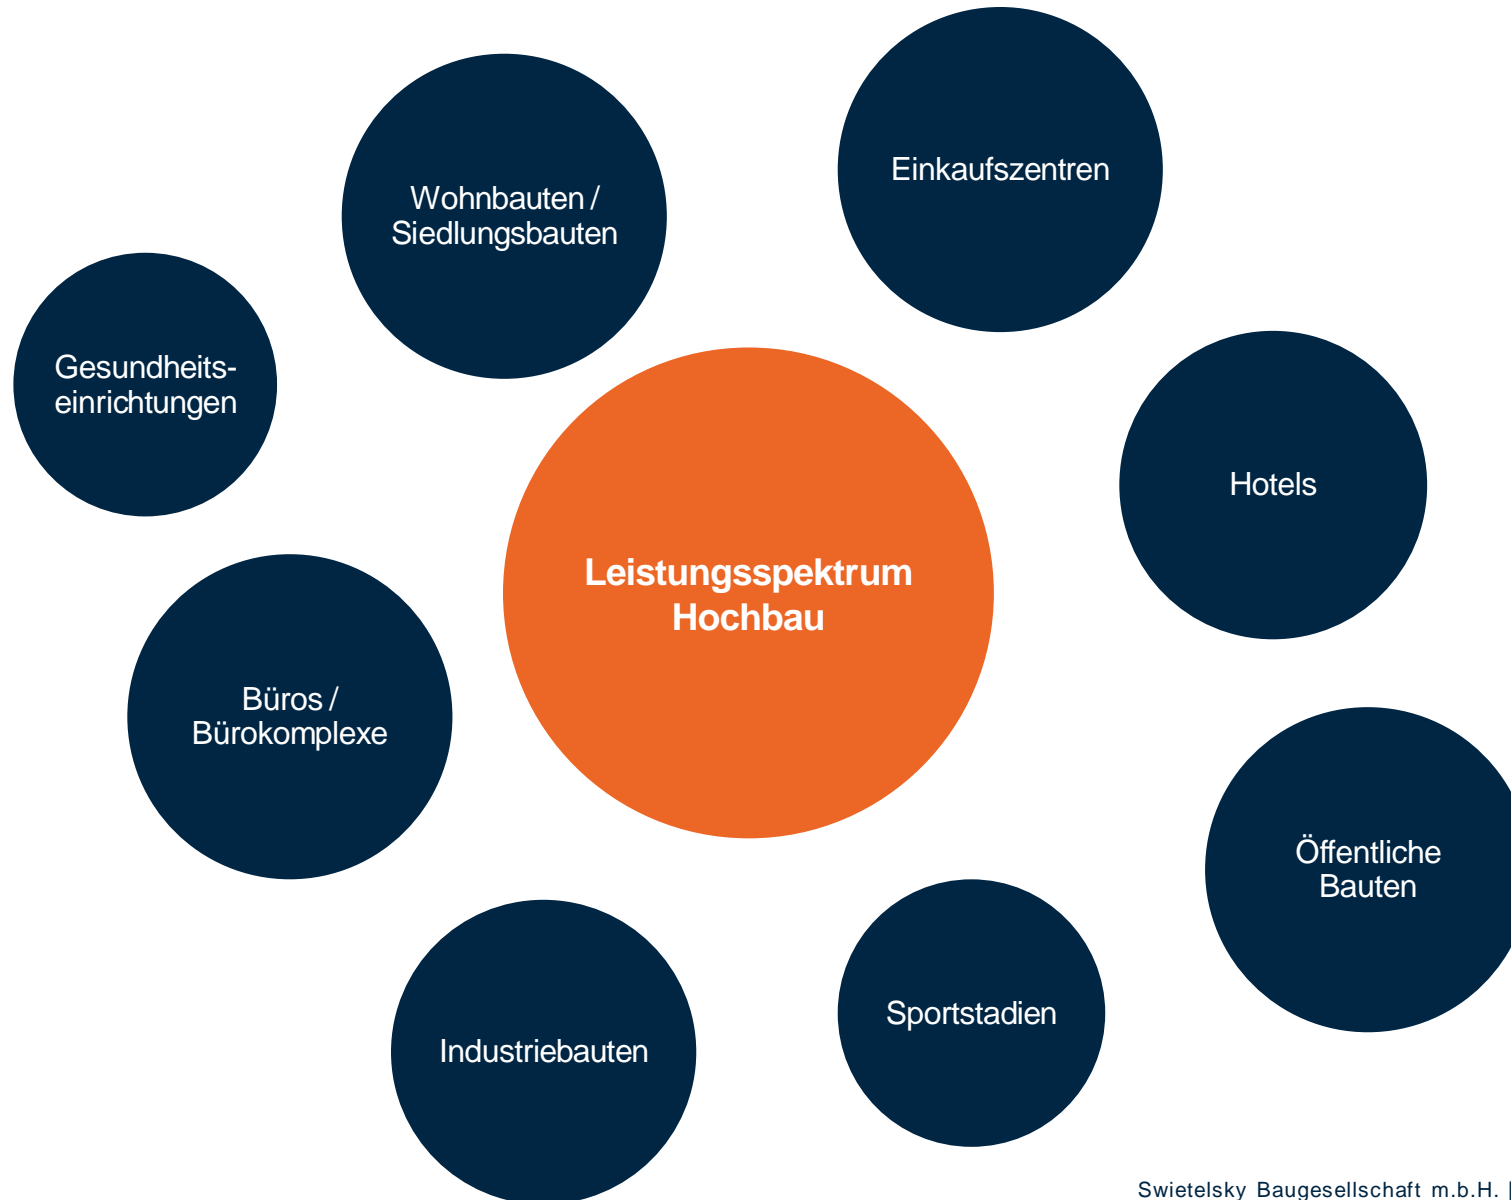 Einkaufszentren
Wohnbauten /
Siedlungsbauten
Gesundheits-
einrichtungen
Hotels
Leistungsspektrum
Hochbau
Büros /
Bürokomplexe
Öffentliche
Bauten
Sportstadien
Industriebauten
Swietelsky Baugesellschaft m.b.H. |